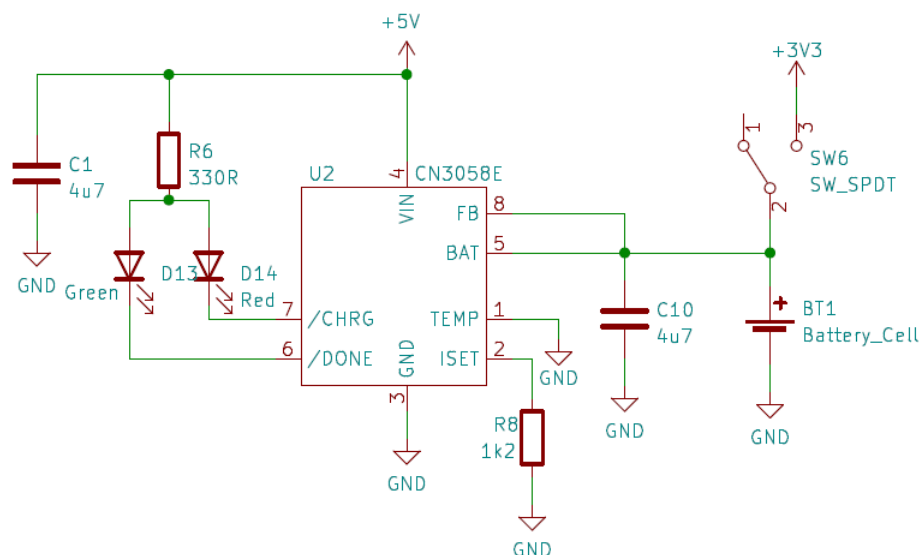 +5V
+3V3
C1
4u7
GND
R6
330R
D13
Green
D14
Red
U2
CN3058E
4
VIN
FB
8
BAT
5
7
/CHRG
TEMP
1
GND
6
/DONE
ISET
2
GND
3
GND
R8
1k2
GND
C10
4u7
GND
1
3
2
SW6
SW_SPDT
+
BT1
Battery_Cell
GND